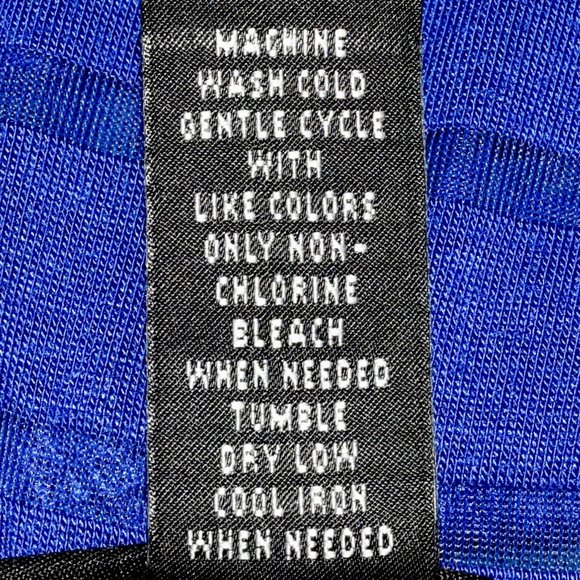 MACHINE
WASH COLD
GENTLE CYCLE
WITH
LIKE COLORS
ONLY NON-
CHLORINE
BLEACH
WHEN NEEDED
TUMBLE
DRY LOW
COOL IRON
WHEN NEEDED